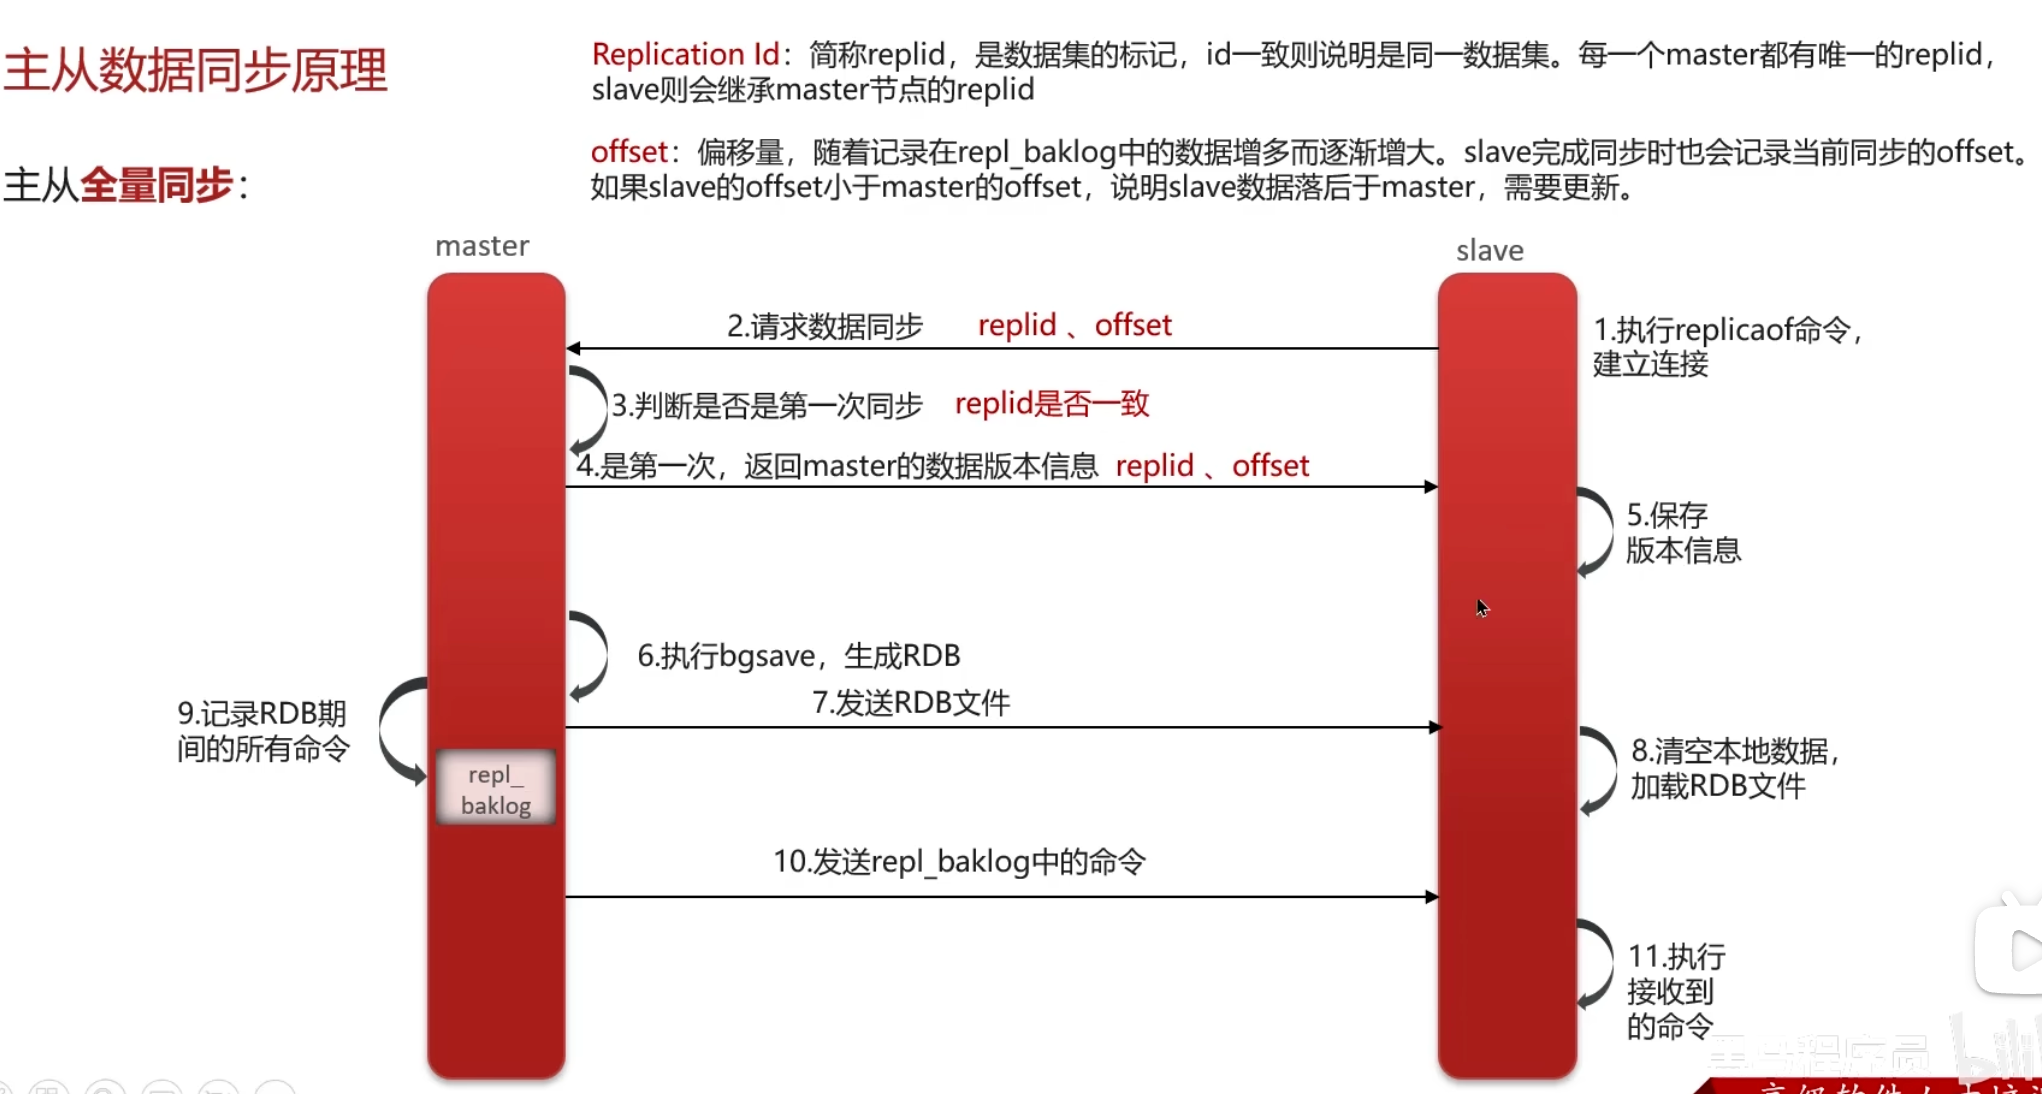 主从数据同步原理
Replication Id：简称replid，是数据集的标记，id一致则说明是同一数据集。每一个master都有唯一的replid，
slave则会继承master节点的replid
offset：偏移量，随着记录在repl_baklog中的数据增多而逐渐增大。slave完成同步时也会记录当前同步的offset。
如果slave的offset小于master的offset，说明slave数据落后于master，需要更新。
主从全量同步：
master
slave
1.执行replicaof命令，
建立连接
2.请求数据同步 replid 、offset
3.判断是否是第一次同步 replid是否一致
4.是第一次，返回master的数据版本信息 replid 、offset
5.保存
版本信息
6.执行bgsave，生成RDB
7.发送RDB文件
8.清空本地数据，
加载RDB文件
9.记录RDB期
间的所有命令
repl_
baklog
10.发送repl_baklog中的命令
11.执行
接收到
的命令
程序员